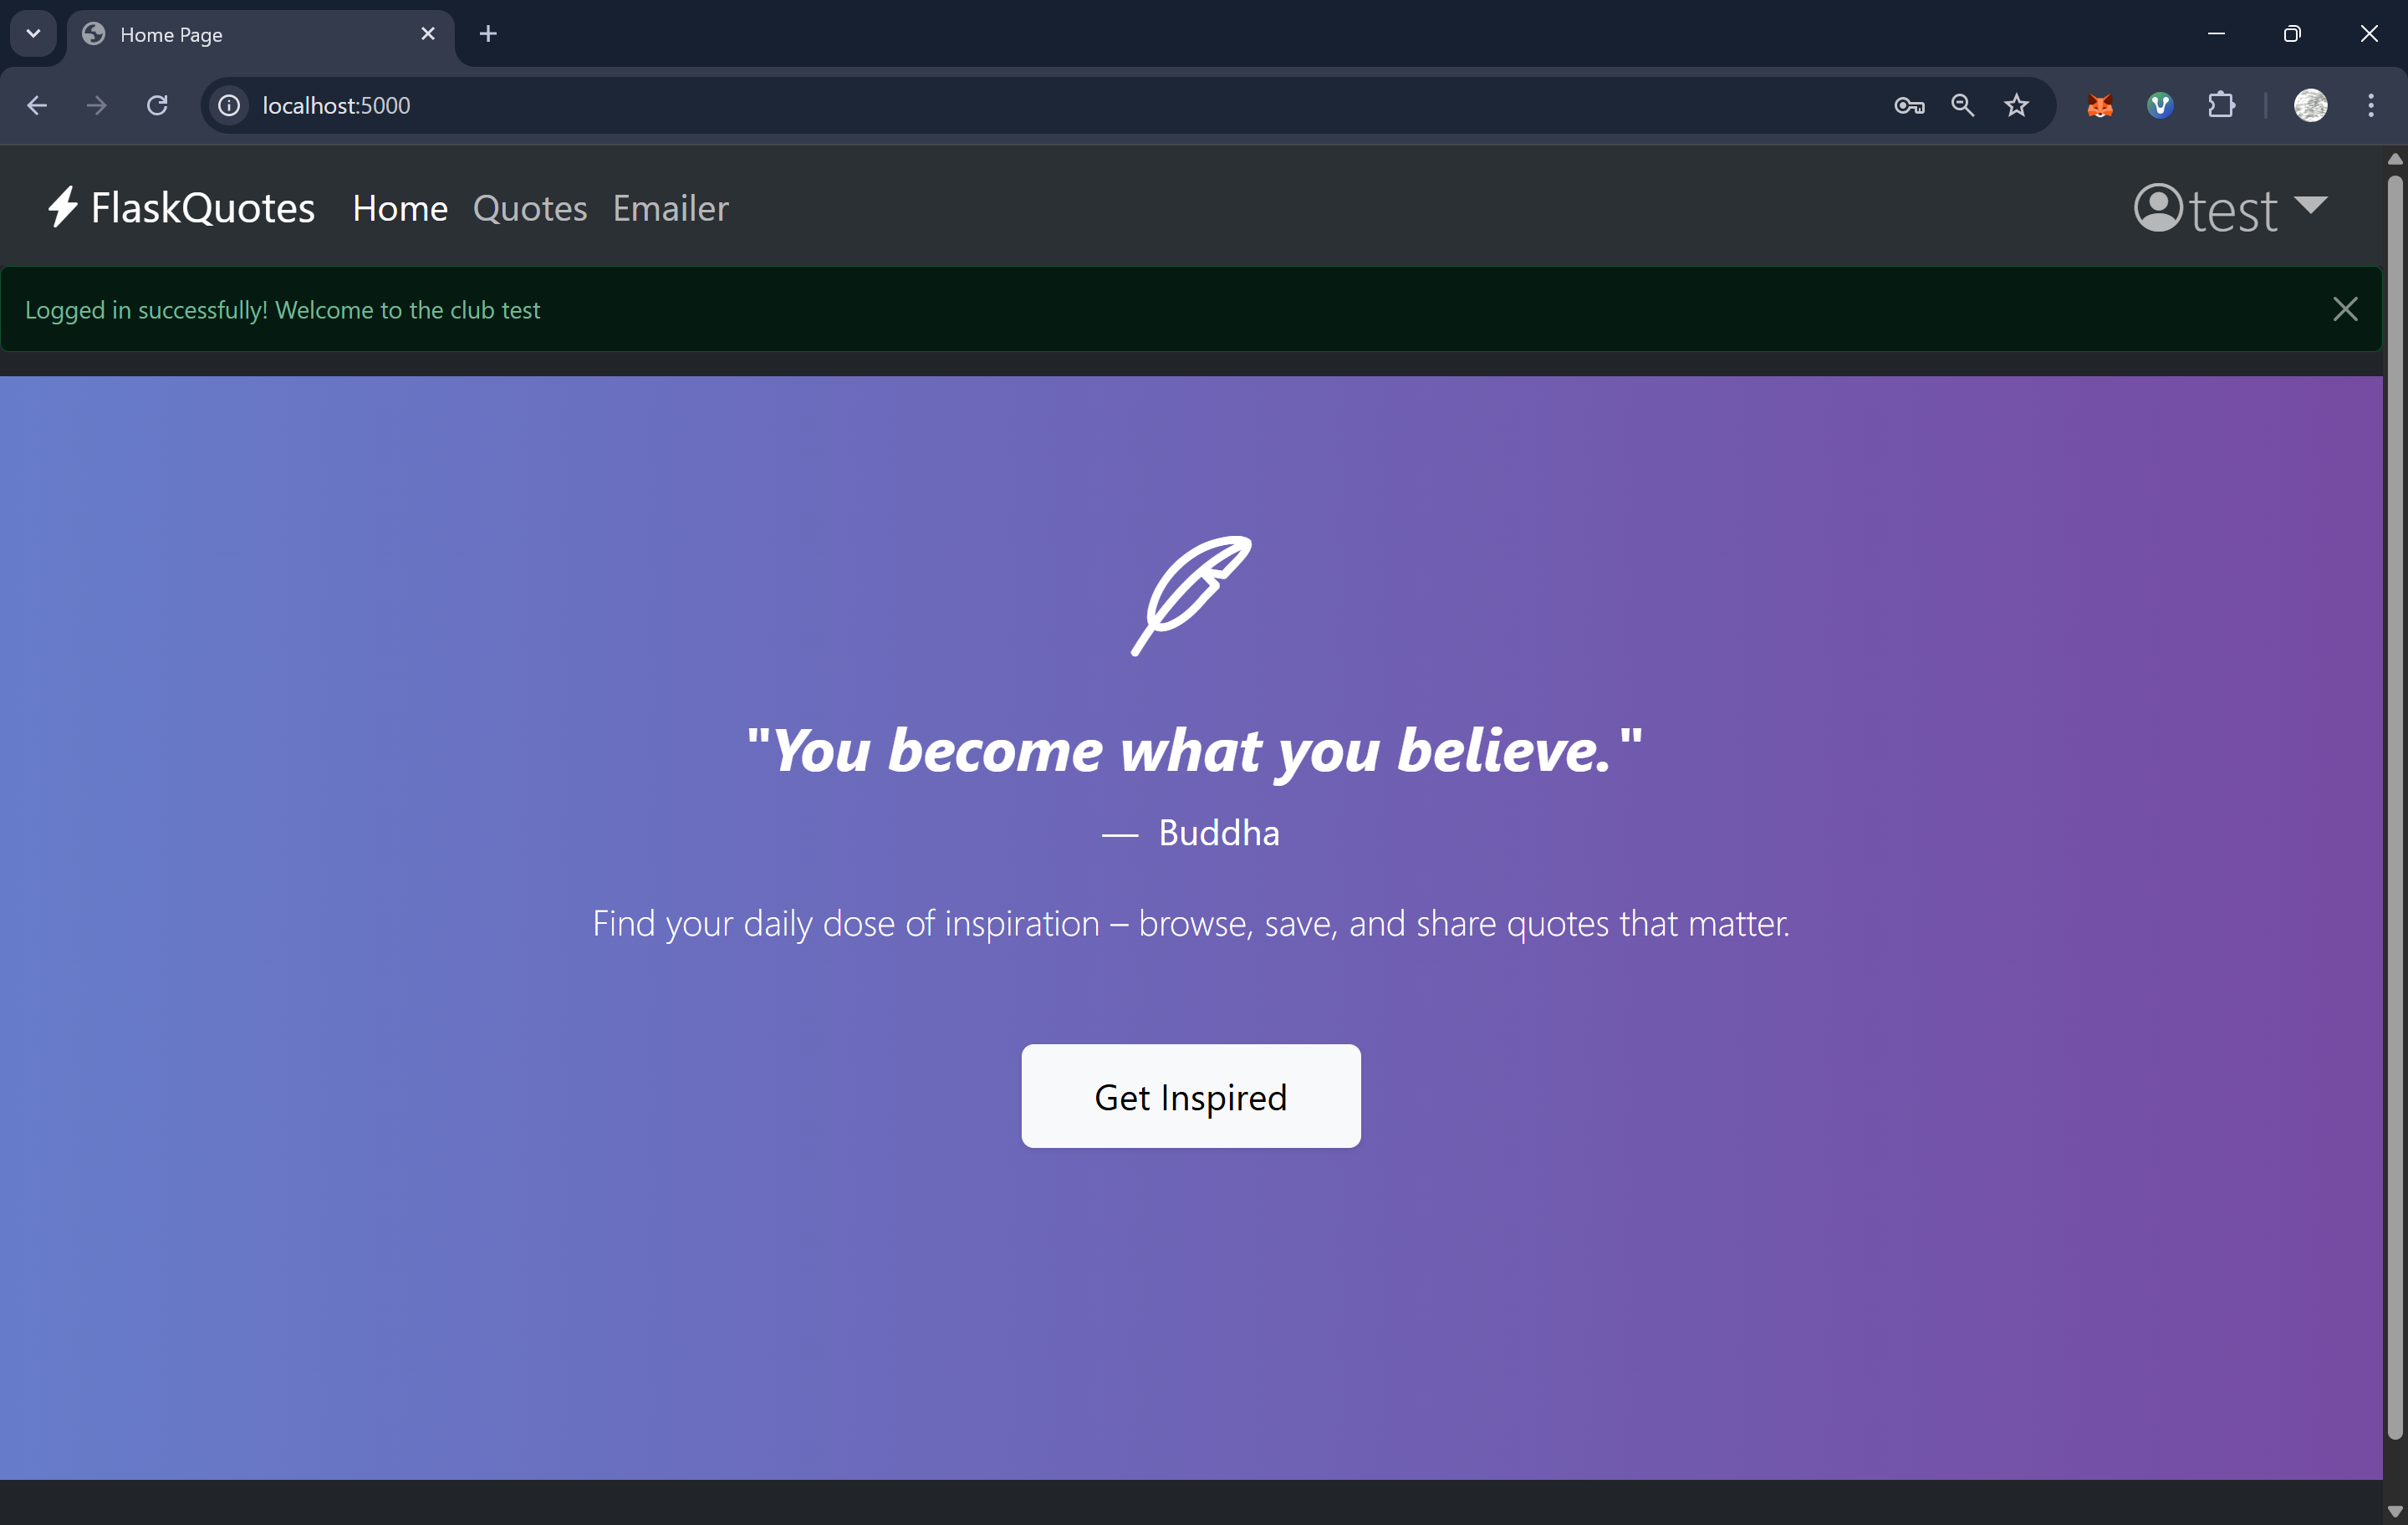 Home Page
localhost:5000
FlaskQuotes Home Quotes Emailer test
Logged in successfully! Welcome to the club test
"You become what you believe."
— Buddha
Find your daily dose of inspiration – browse, save, and share quotes that matter.
Get Inspired